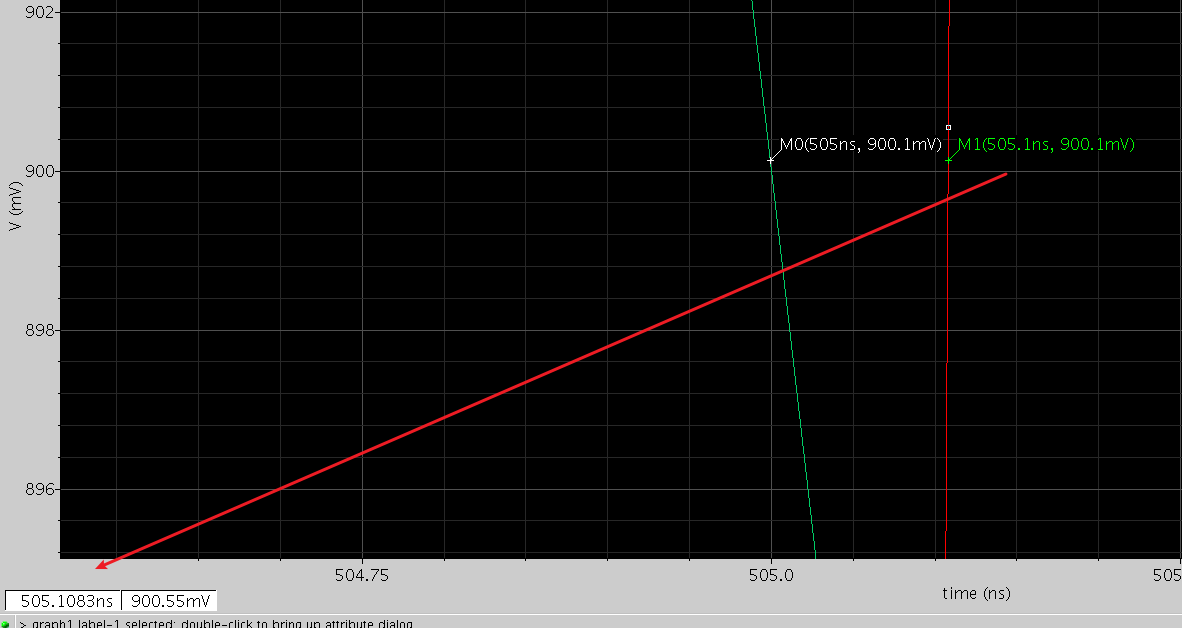 902
M0(505ns, 900.1mV)
M1(505.1ns, 900.1mV)
900
V (mV)
898
896
504.75
505.0
505
time (ns)
505.1083ns
900.55mV
> graph1 label-1 selected: double-click to bring up attribute dialog